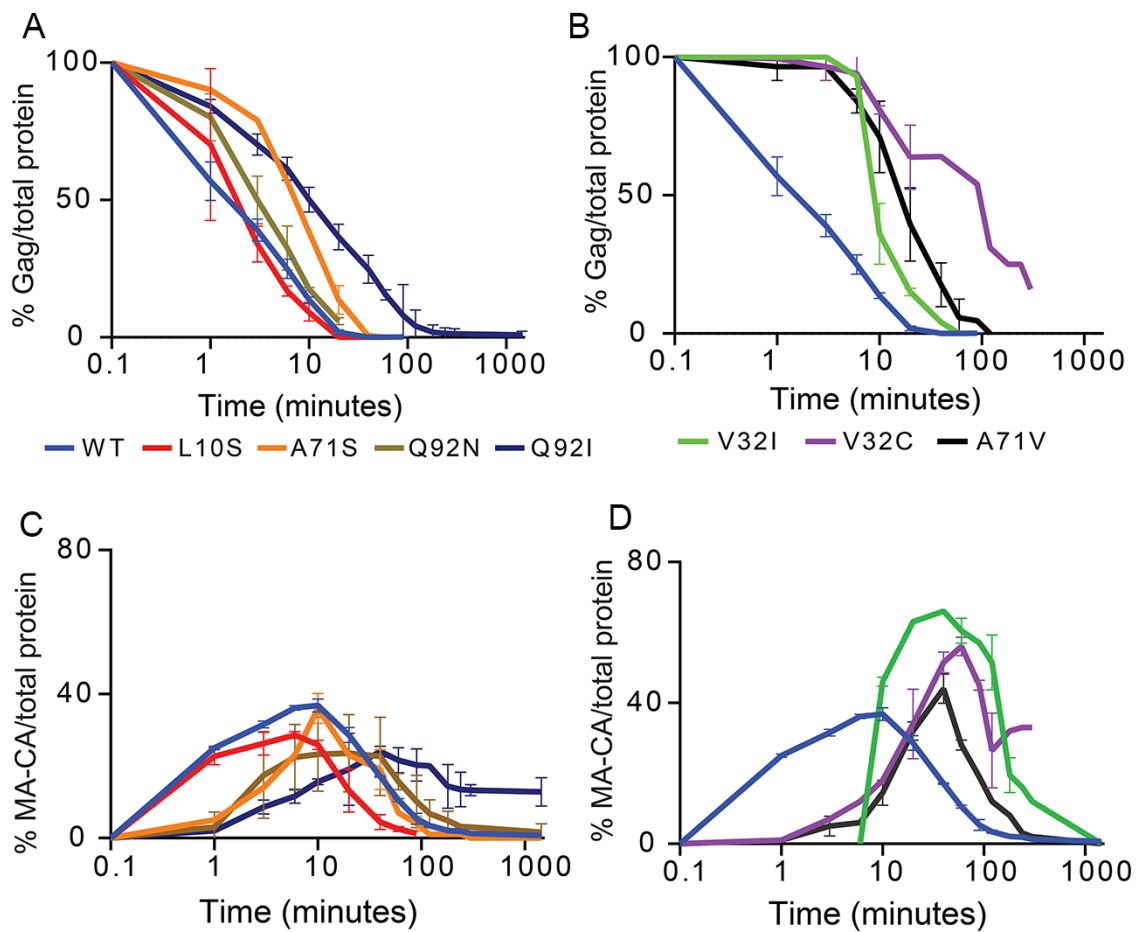 A
% Gag/total protein
100
50
0
0.1 1 10 100 1000
Time (minutes)
WT L10S A71S Q92N Q92I
B
% Gag/total protein
100
50
0
0.1 1 10 100 1000
Time (minutes)
V32I V32C A71V
C
% MA-CA/total protein
80
40
0
0.1 1 10 100 1000
Time (minutes)
D
% MA-CA/total protein
80
40
0
0.1 1 10 100 1000
Time (minutes)